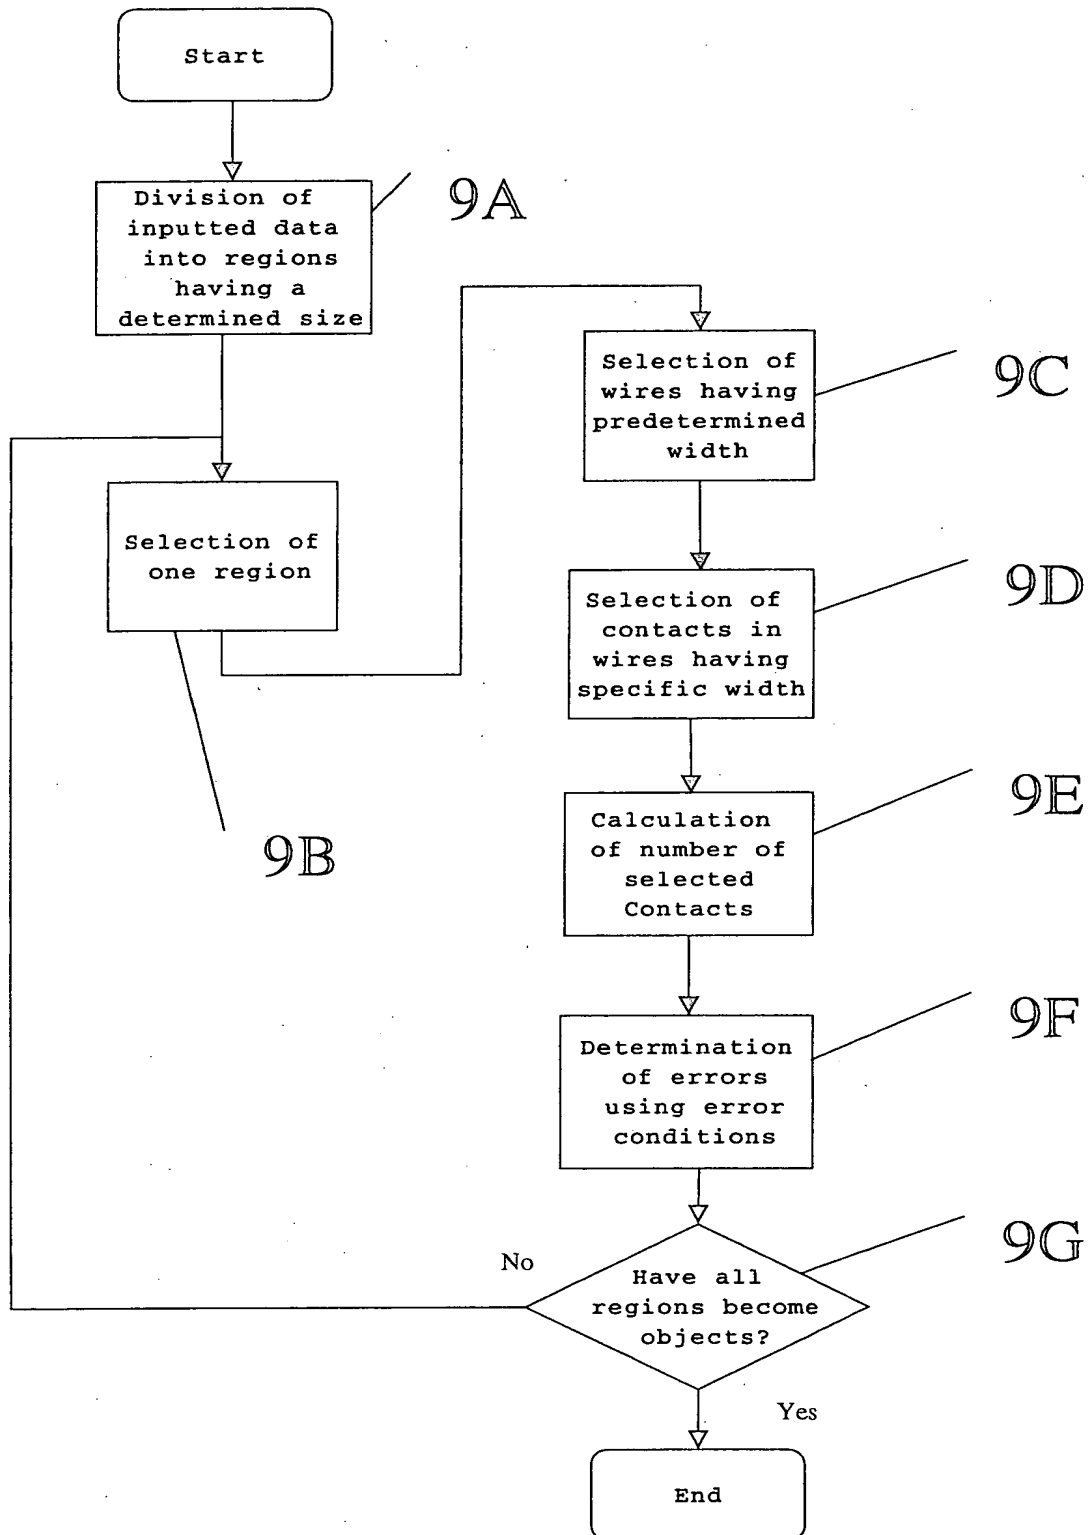 Start
Division of
inputted data
into regions
having a
determined size
9A
Selection of
one region
9B
Selection of
wires having
predetermined
width
9C
Selection of
contacts in
wires having
specific width
9D
Calculation
of number of
selected
Contacts
9E
Determination
of errors
using error
conditions
9F
Have all
regions become
objects?
9G
No
Yes
End